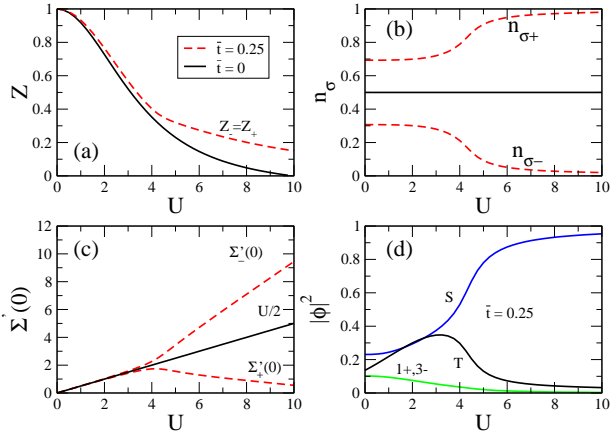 1
0.8
0.6
0.4
0.2
0
Z
t̄ = 0.25
t̄ = 0
Z₋=Z₊
(a)
0 2 4 6 8 10
U
1
0.8
0.6
0.4
0.2
0
n_σ
(b)
n_σ+
n_σ−
0 2 4 6 8 10
U
12
10
8
6
4
2
0
Σ'(0)
(c)
Σ₋'(0)
U/2
Σ₊'(0)
0 2 4 6 8 10
U
1
0.8
0.6
0.4
0.2
0
|ϕ|²
(d)
S
t̄ = 0.25
T
1+,3-
0 2 4 6 8 10
U